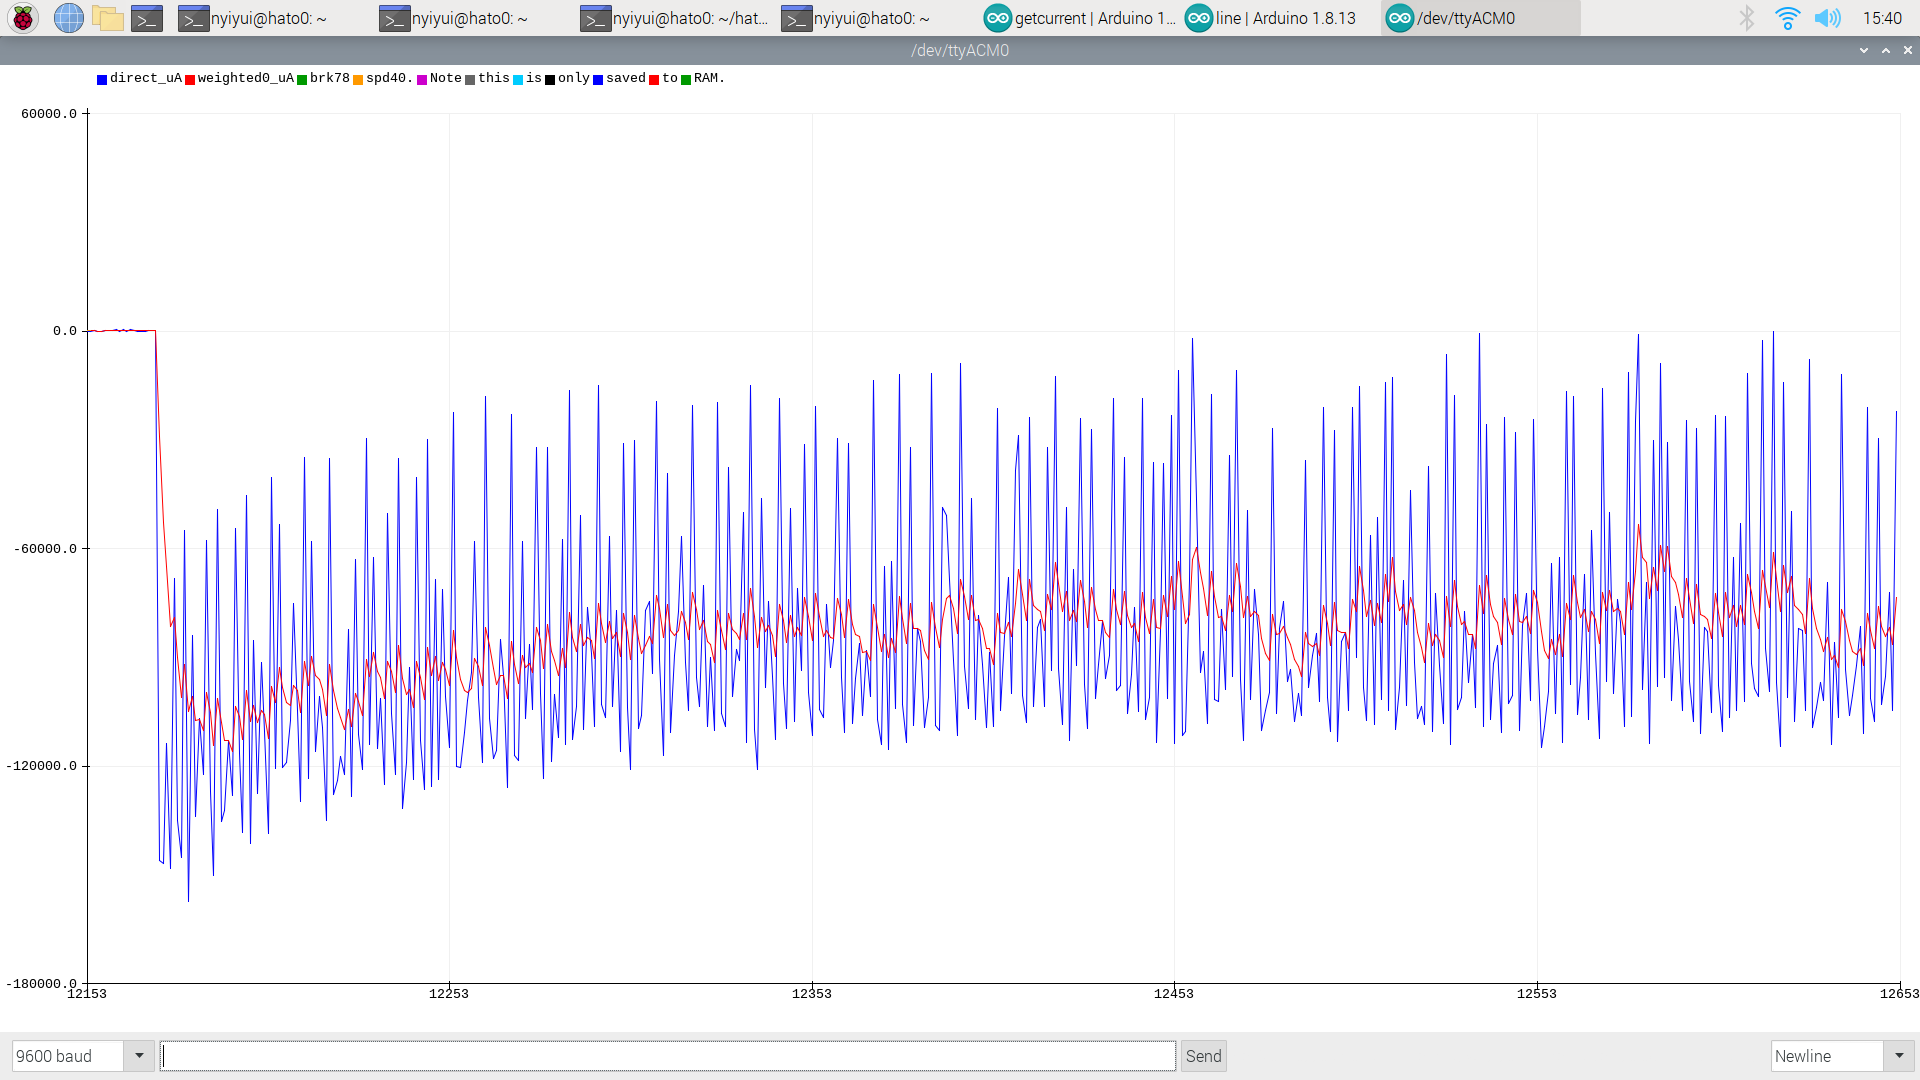 nyiyui@hato0: ~ nyiyui@hato0: ~ nyiyui@hato0: ~/hat... nyiyui@hato0: ~ getcurrent | Arduino 1... line | Arduino 1.8.13 /dev/ttyACM0 15:40
/dev/ttyACM0
direct_uA weighted0_uA brk78 spd40. Note this is only saved to RAM.
60000.0
0.0
-60000.0
-120000.0
-180000.0
12153 12253 12353 12453 12553 12653
9600 baud Send Newline